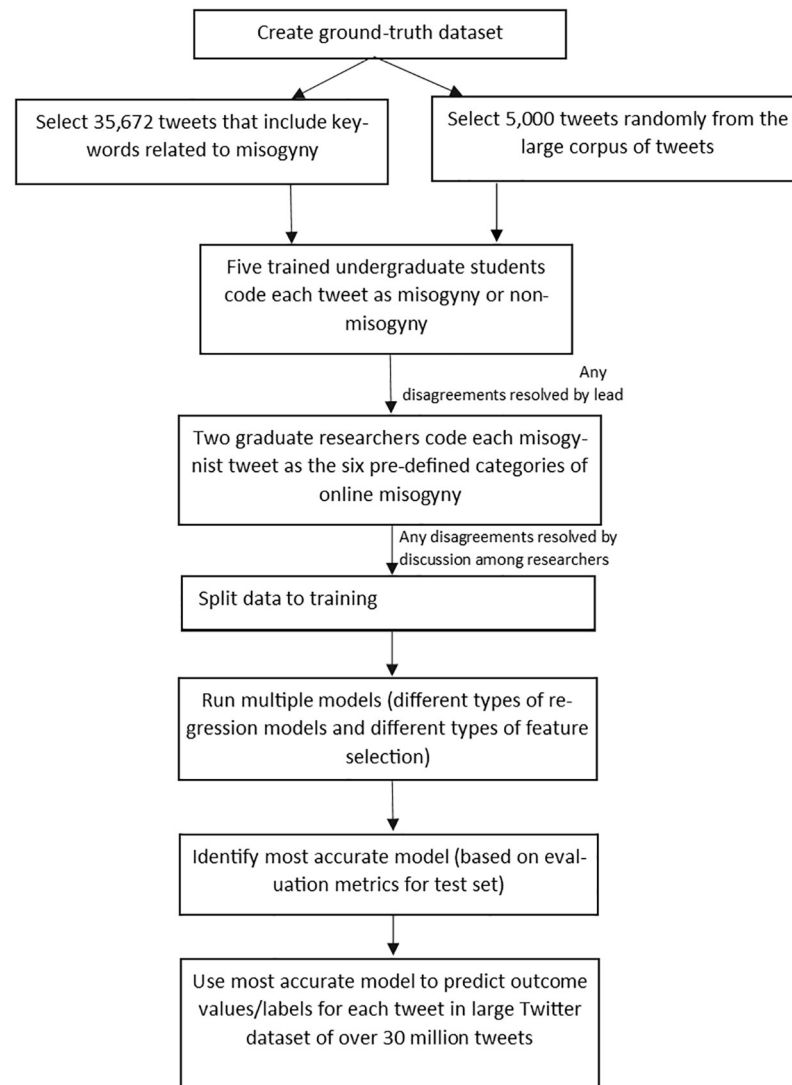 Create ground-truth dataset
Select 35,672 tweets that include key-
words related to misogyny
Select 5,000 tweets randomly from the
large corpus of tweets
Five trained undergraduate students
code each tweet as misogyny or non-
misogyny
Any
disagreements resolved by lead
Two graduate researchers code each misogy-
nist tweet as the six pre-defined categories of
online misogyny
Any disagreements resolved by
discussion among researchers
Split data to training
Run multiple models (different types of re-
gression models and different types of feature
selection)
Identify most accurate model (based on eval-
uation metrics for test set)
Use most accurate model to predict outcome
values/labels for each tweet in large Twitter
dataset of over 30 million tweets